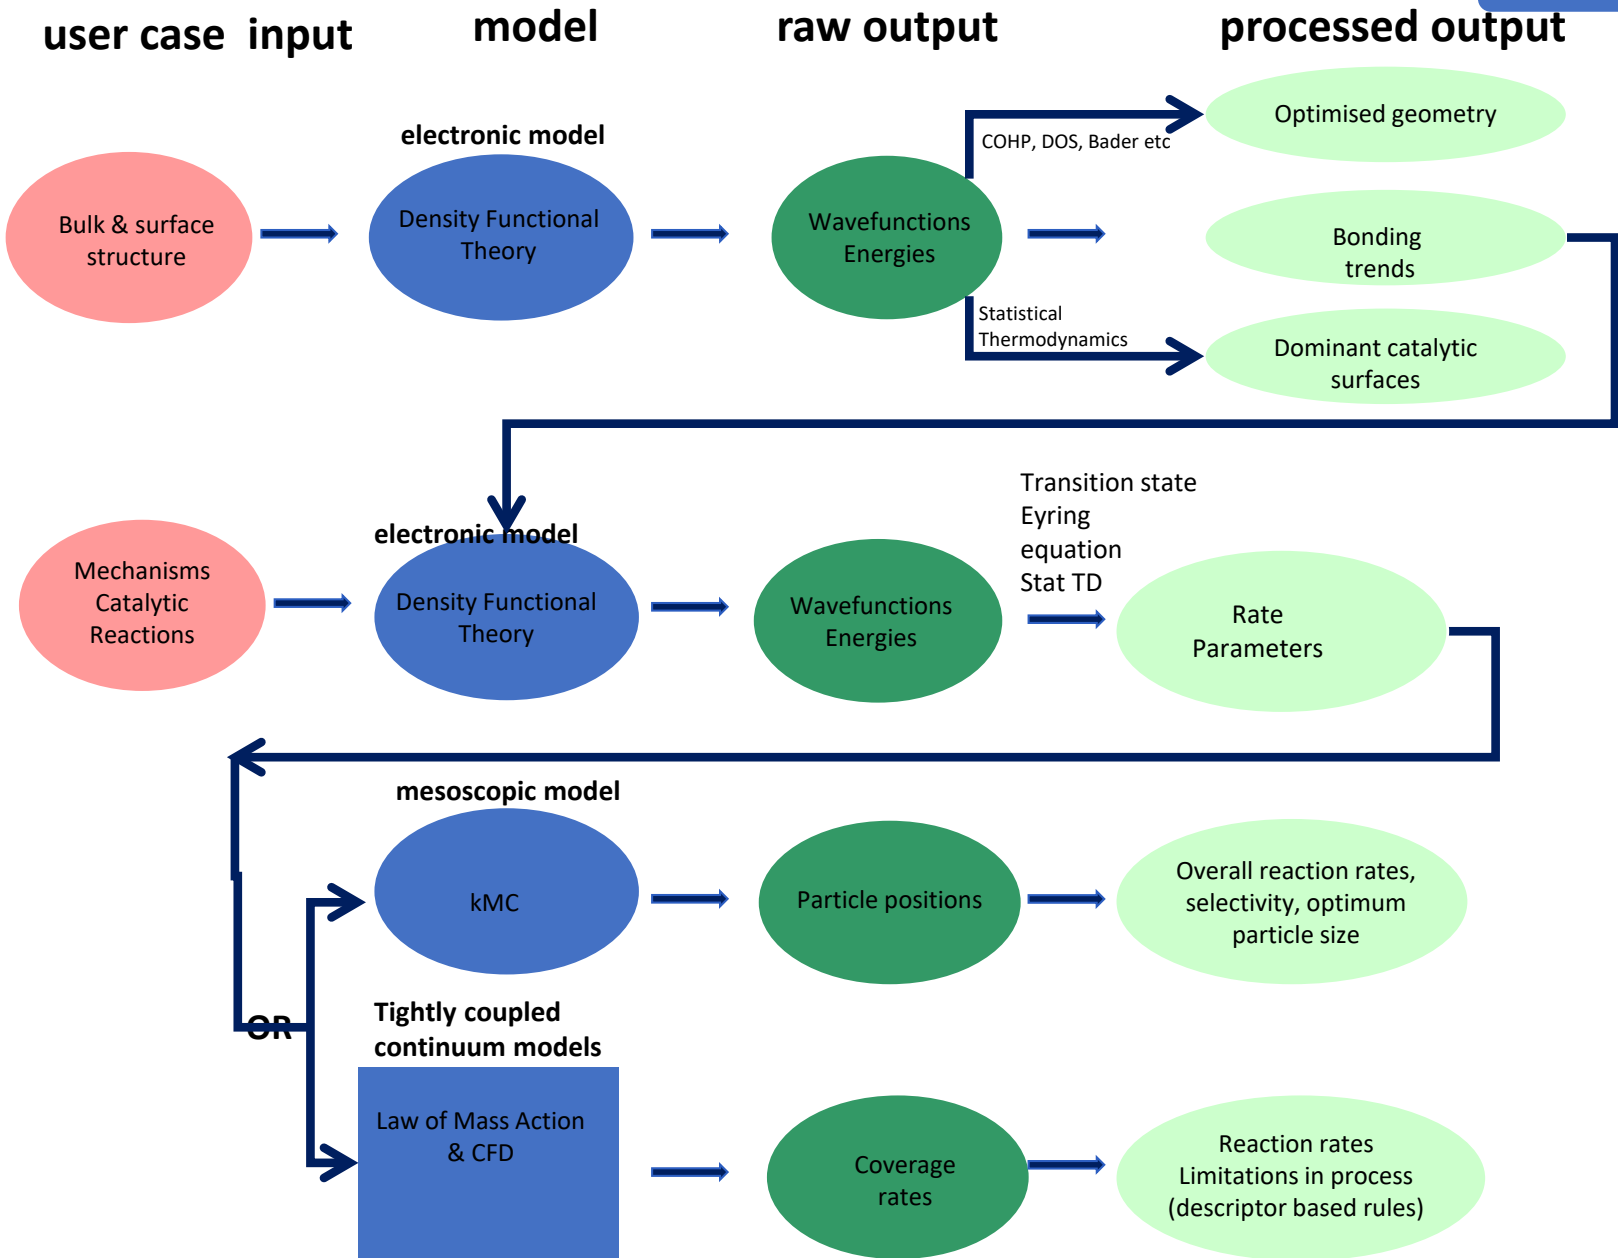 user case  input
model
raw output
processed output
electronic model
Bulk & surface
structure
Density Functional
Theory
Wavefunctions
Energies
COHP, DOS, Bader etc
Optimised geometry
Bonding
trends
Statistical
Thermodynamics
Dominant catalytic
surfaces
electronic model
Mechanisms
Catalytic
Reactions
Density Functional
Theory
Wavefunctions
Energies
Transition state
Eyring
equation
Stat TD
Rate
Parameters
mesoscopic model
kMC
Particle positions
Overall reaction rates,
selectivity, optimum
particle size
OR
Tightly coupled
continuum models
Law of Mass Action
& CFD
Coverage
rates
Reaction rates
Limitations in process
(descriptor based rules)